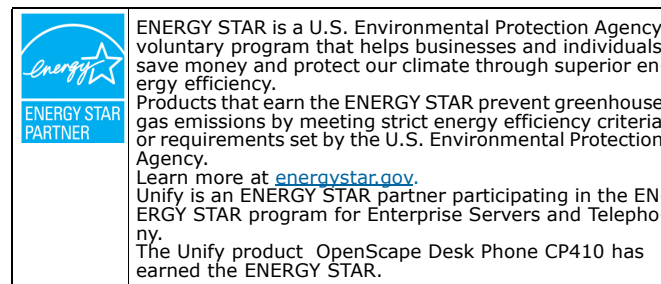 energy
ENERGY STAR
PARTNER
ENERGY STAR is a U.S. Environmental Protection Agency
voluntary program that helps businesses and individuals
save money and protect our climate through superior en-
ergy efficiency.
Products that earn the ENERGY STAR prevent greenhouse
gas emissions by meeting strict energy efficiency criteria
or requirements set by the U.S. Environmental Protection
Agency.
Learn more at energystar.gov.
Unify is an ENERGY STAR partner participating in the EN
ERGY STAR program for Enterprise Servers and Telepho
ny.
The Unify product OpenScape Desk Phone CP410 has
earned the ENERGY STAR.